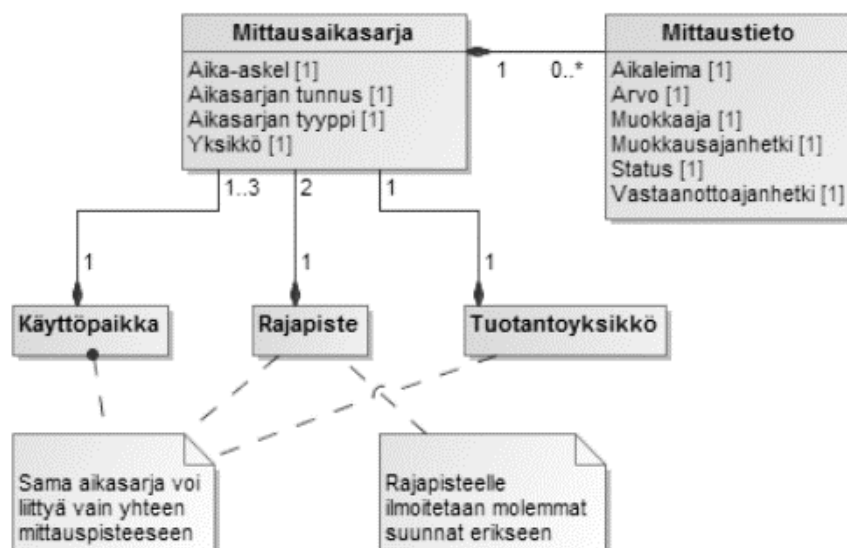 Mittausaikasarja
Aika-askel [1]
Aikasarjan tunnus [1]
Aikasarjan tyyppi [1]
Yksikkö [1]
1
0..*
Mittaustieto
Aikaleima [1]
Arvo [1]
Muokkaaja [1]
Muokkausajanhetki [1]
Status [1]
Vastaanottoajanhetki [1]
1..3
2
1
1
1
1
Käyttöpaikka
Rajapiste
Tuotantoyksikkö
Sama aikasarja voi
liittyä vain yhteen
mittauspisteeseen
Rajapisteelle
ilmoitetaan molemmat
suunnat erikseen